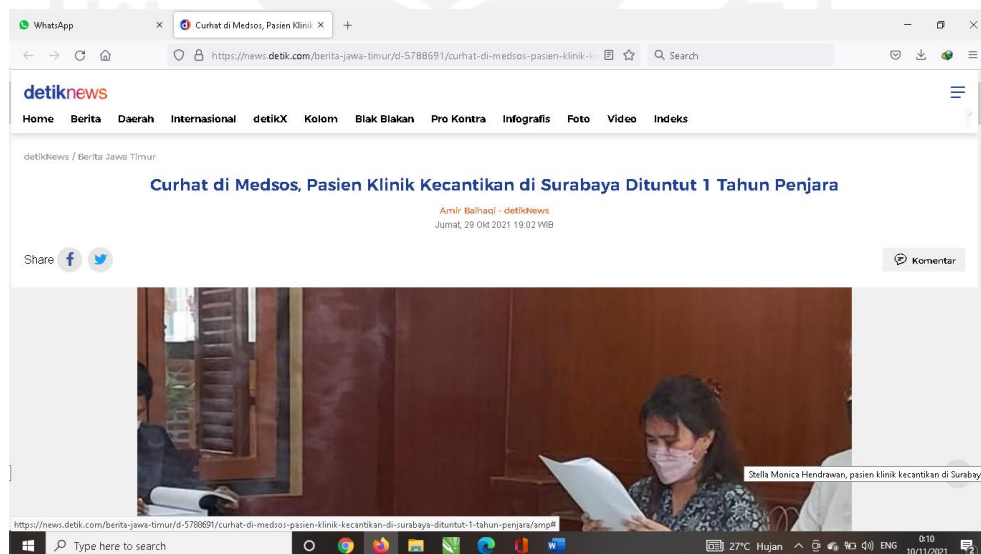 WhatsApp
Curhat di Medsos, Pasien Klinik
https://news.detik.com/berita-jawa-timur/d-5788691/curhat-di-medsos-pasien-klinik-k
Search
detiknews
Home Berita Daerah Internasional detikX Kolom Blak Blakan Pro Kontra Infografis Foto Video Indeks
detikNews / Berita Jawa Timur
Curhat di Medsos, Pasien Klinik Kecantikan di Surabaya Dituntut 1 Tahun Penjara
Amir Baihaqi - detikNews
Jumat, 29 Okt 2021 19:02 WIB
Share
Komentar
Stella Monica Hendrawan, pasien klinik kecantikan di Surabay
https://news.detik.com/berita-jawa-timur/d-5788691/curhat-di-medsos-pasien-klinik-kecantikan-di-surabaya-dituntut-1-tahun-penjara/amp#
Type here to search
27°C Hujan
ENG
0:10
10/11/2021